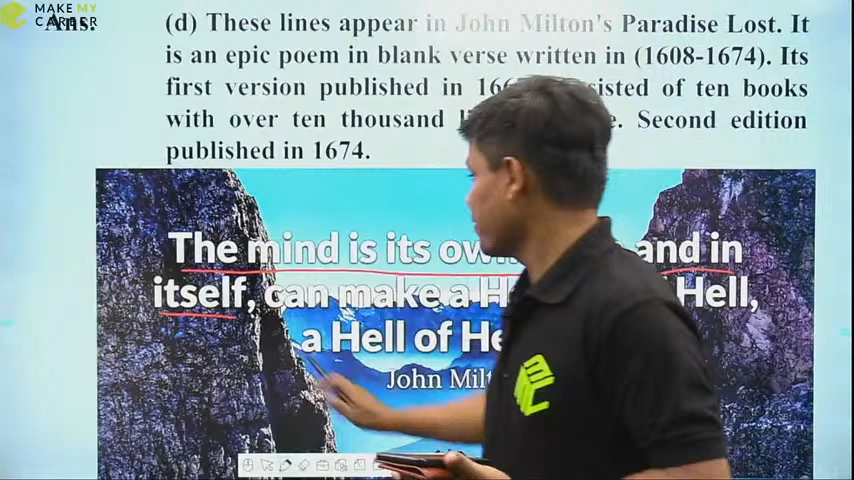 MAKE MY
CAREER
Ans.
(d) These lines appear in John Milton's Paradise Lost. It
is an epic poem in blank verse written in (1608-1674). Its
first version published in 166 sisted of ten books
with over ten thousand e. Second edition
published in 1674.
The mind is its own and in
itself, can make a H Hell,
a Hell of He
John Milt